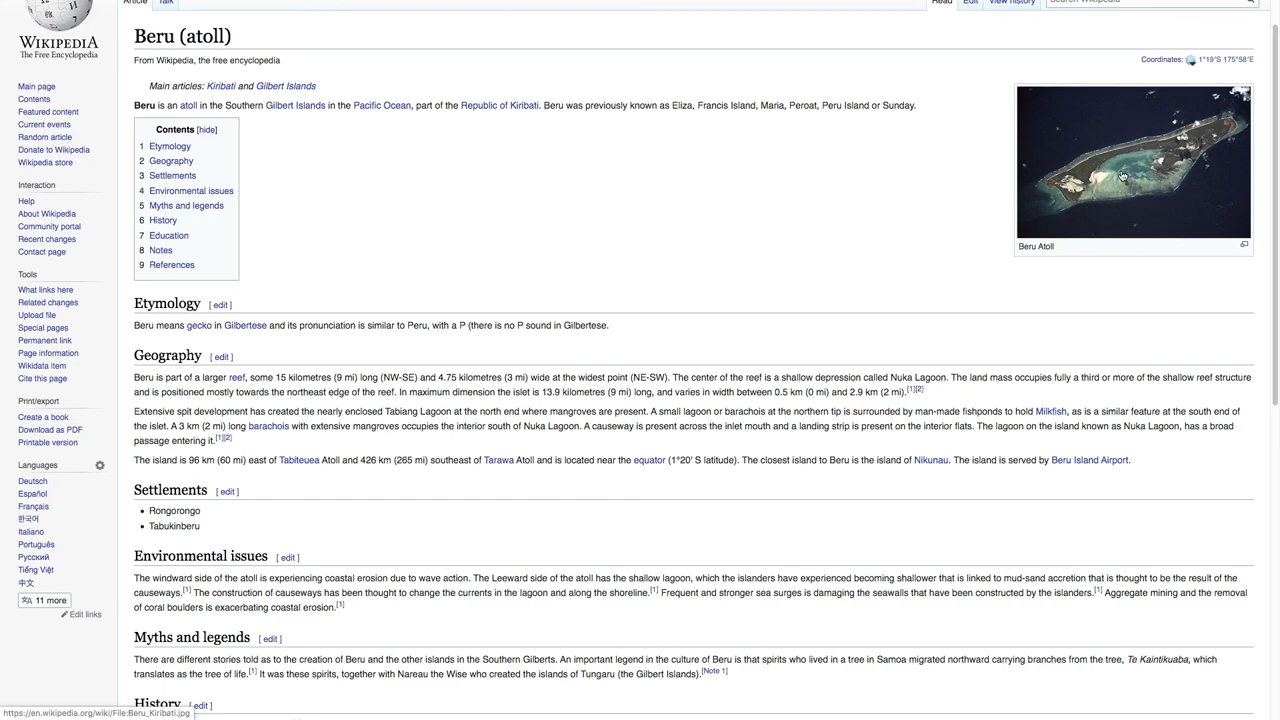 Article Talk Read Edit View history Search Wikipedia
WIKIPEDIA
The Free Encyclopedia
Main page
Contents
Featured content
Current events
Random article
Donate to Wikipedia
Wikipedia store
Interaction
Help
About Wikipedia
Community portal
Recent changes
Contact page
Tools
What links here
Related changes
Upload file
Special pages
Permanent link
Page information
Wikidata item
Cite this page
Print/export
Create a book
Download as PDF
Printable version
Languages
Deutsch
Español
Français
한국어
Italiano
Português
Русский
Tiếng Việt
中文
11 more
Edit links
Beru (atoll)
From Wikipedia, the free encyclopedia
Coordinates: 1°19′S 175°58′E
Main articles: Kiribati and Gilbert Islands
Beru is an atoll in the Southern Gilbert Islands in the Pacific Ocean, part of the Republic of Kiribati. Beru was previously known as Eliza, Francis Island, Maria, Peroat, Peru Island or Sunday.
Contents [hide]
1 Etymology
2 Geography
3 Settlements
4 Environmental issues
5 Myths and legends
6 History
7 Education
8 Notes
9 References
Beru Atoll
Etymology [ edit ]
Beru means gecko in Gilbertese and its pronunciation is similar to Peru, with a P (there is no P sound in Gilbertese.
Geography [ edit ]
Beru is part of a larger reef, some 15 kilometres (9 mi) long (NW-SE) and 4.75 kilometres (3 mi) wide at the widest point (NE-SW). The center of the reef is a shallow depression called Nuka Lagoon. The land mass occupies fully a third or more of the shallow reef structure
and is positioned mostly towards the northeast edge of the reef. In maximum dimension the islet is 13.9 kilometres (9 mi) long, and varies in width between 0.5 km (0 mi) and 2.9 km (2 mi).[1][2]
Extensive spit development has created the nearly enclosed Tabiang Lagoon at the north end where mangroves are present. A small lagoon or barachois at the northern tip is surrounded by man-made fishponds to hold Milkfish, as is a similar feature at the south end of
the islet. A 3 km (2 mi) long barachois with extensive mangroves occupies the interior south of Nuka Lagoon. A causeway is present across the inlet mouth and a landing strip is present on the interior flats. The lagoon on the island known as Nuka Lagoon, has a broad
passage entering it.[1][2]
The island is 96 km (60 mi) east of Tabiteuea Atoll and 426 km (265 mi) southeast of Tarawa Atoll and is located near the equator (1°20' S latitude). The closest island to Beru is the island of Nikunau. The island is served by Beru Island Airport.
Settlements [ edit ]
• Rongorongo
• Tabukinberu
Environmental issues [ edit ]
The windward side of the atoll is experiencing coastal erosion due to wave action. The Leeward side of the atoll has the shallow lagoon, which the islanders have experienced becoming shallower that is linked to mud-sand accretion that is thought to be the result of the
causeways.[1] The construction of causeways has been thought to change the currents in the lagoon and along the shoreline.[1] Frequent and stronger sea surges is damaging the seawalls that have been constructed by the islanders.[1] Aggregate mining and the removal
of coral boulders is exacerbating coastal erosion.[1]
Myths and legends [ edit ]
There are different stories told as to the creation of Beru and the other islands in the Southern Gilberts. An important legend in the culture of Beru is that spirits who lived in a tree in Samoa migrated northward carrying branches from the tree, Te Kaintikuaba, which
translates as the tree of life.[1] It was these spirits, together with Nareau the Wise who created the islands of Tungaru (the Gilbert Islands).[Note 1]
History [ edit ]
https://en.wikipedia.org/wiki/File:Beru_Kiribati.jpg